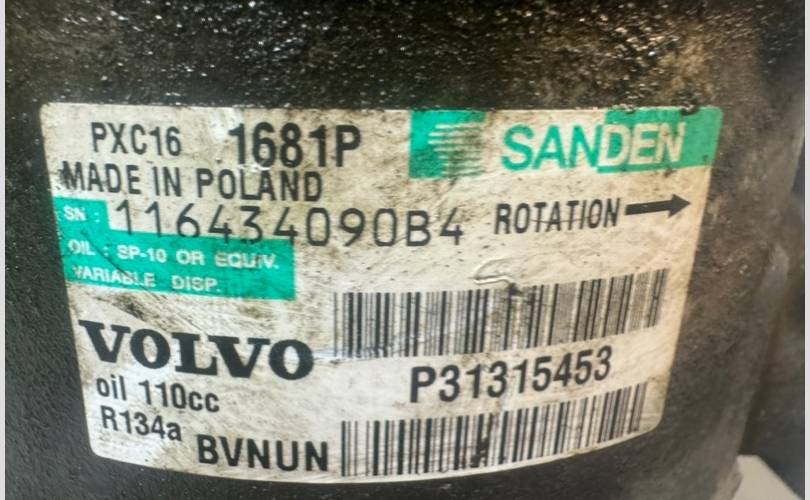 PXC16 1681P SANDEN
MADE IN POLAND
SN : 116434090B4 ROTATION
OIL : SP-10 OR EQUIV.
VARIABLE DISP.
VOLVO
P31315453
oil 110cc
R134a BVNUN